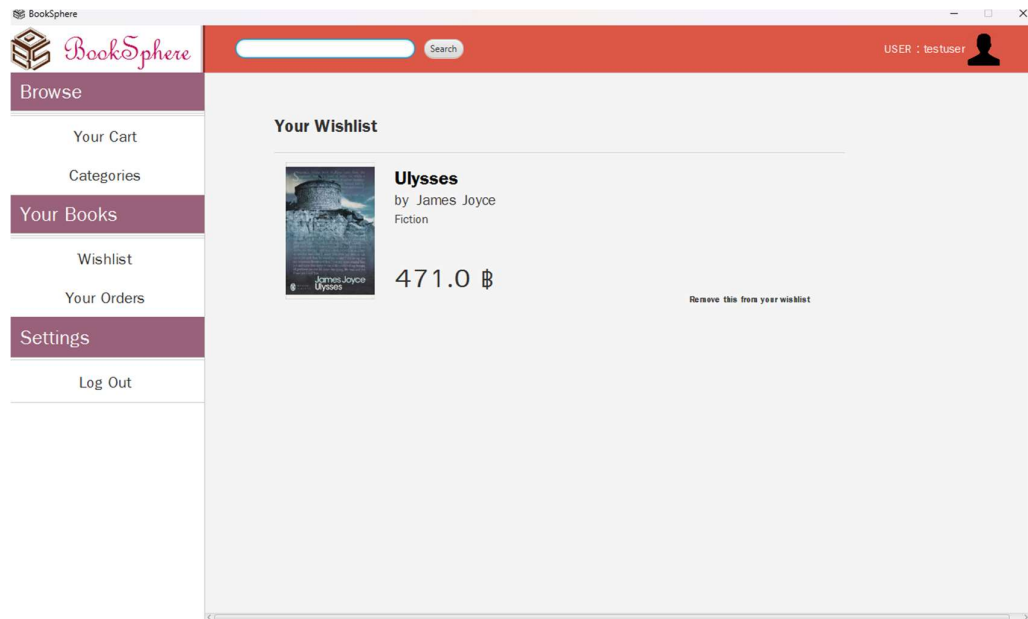 BookSphere
BookSphere
Search
USER : testuser
Browse
Your Cart
Categories
Your Books
Wishlist
Your Orders
Settings
Log Out
Your Wishlist
Ulysses
by James Joyce
Fiction
471.0 ฿
Remove this from your wishlist
James Joyce
Ulysses